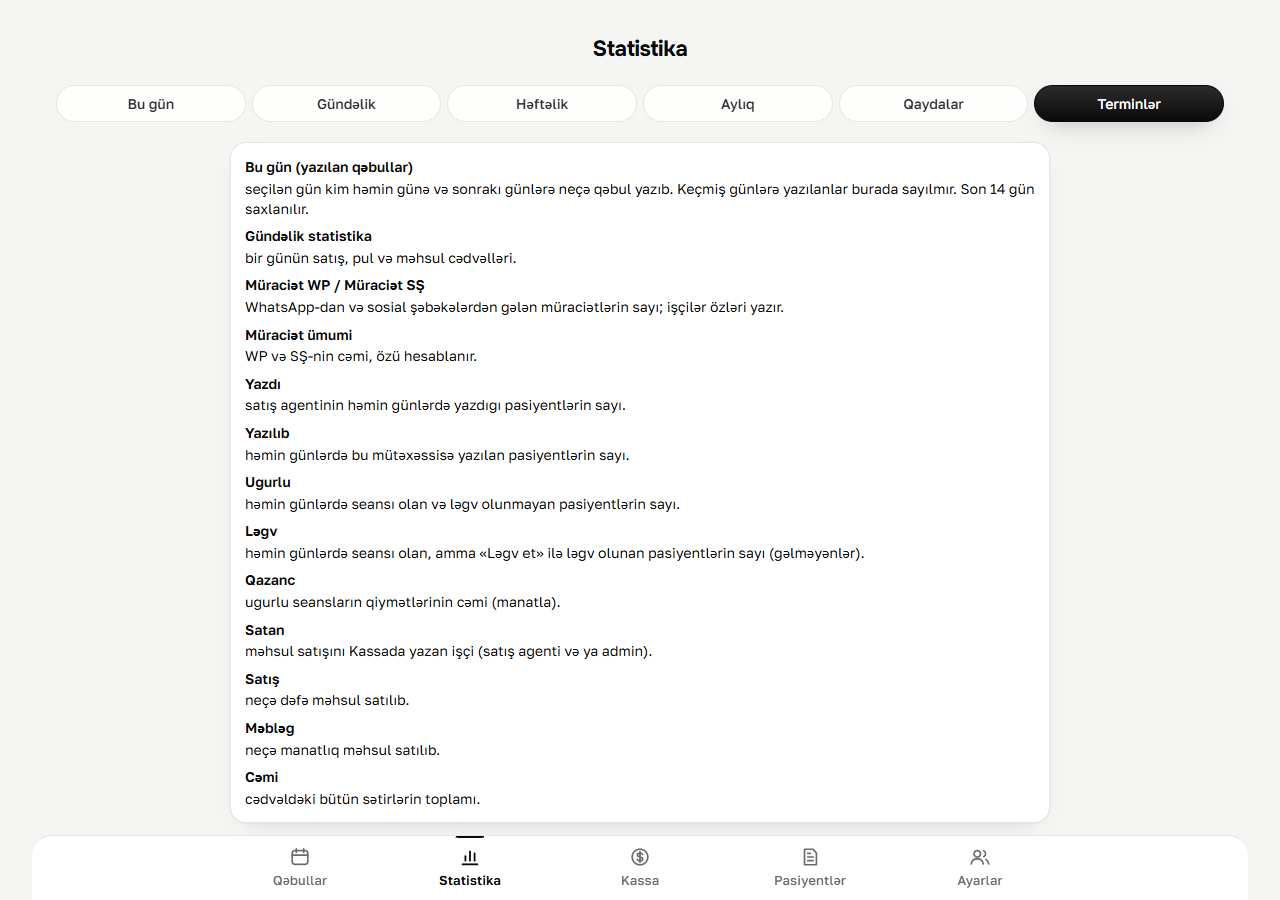 Statistika
Bu gün
Gündəlik
Həftəlik
Aylıq
Qaydalar
Terminlər
Bu gün (yazılan qəbullar)
seçilən gün kim həmin günə və sonrakı günlərə neçə qəbul yazıb. Keçmiş günlərə yazılanlar burada sayılmır. Son 14 gün
saxlanılır.
Gündəlik statistika
bir günün satış, pul və məhsul cədvəlləri.
Müraciət WP / Müraciət SŞ
WhatsApp-dan və sosial şəbəkələrdən gələn müraciətlərin sayı; işçilər özləri yazır.
Müraciət ümumi
WP və SŞ-nin cəmi, özü hesablanır.
Yazdı
satış agentinin həmin günlərdə yazdıgı pasiyentlərin sayı.
Yazılıb
həmin günlərdə bu mütəxəssisə yazılan pasiyentlərin sayı.
Ugurlu
həmin günlərdə seansı olan və ləgv olunmayan pasiyentlərin sayı.
Ləgv
həmin günlərdə seansı olan, amma «Ləgv et» ilə ləgv olunan pasiyentlərin sayı (gəlməyənlər).
Qazanc
ugurlu seansların qiymətlərinin cəmi (manatla).
Satan
məhsul satışını Kassada yazan işçi (satış agenti və ya admin).
Satış
neçə dəfə məhsul satılıb.
Məbləg
neçə manatlıq məhsul satılıb.
Cəmi
cədvəldəki bütün sətirlərin toplamı.
Qəbullar
Statistika
Kassa
Pasiyentlər
Ayarlar